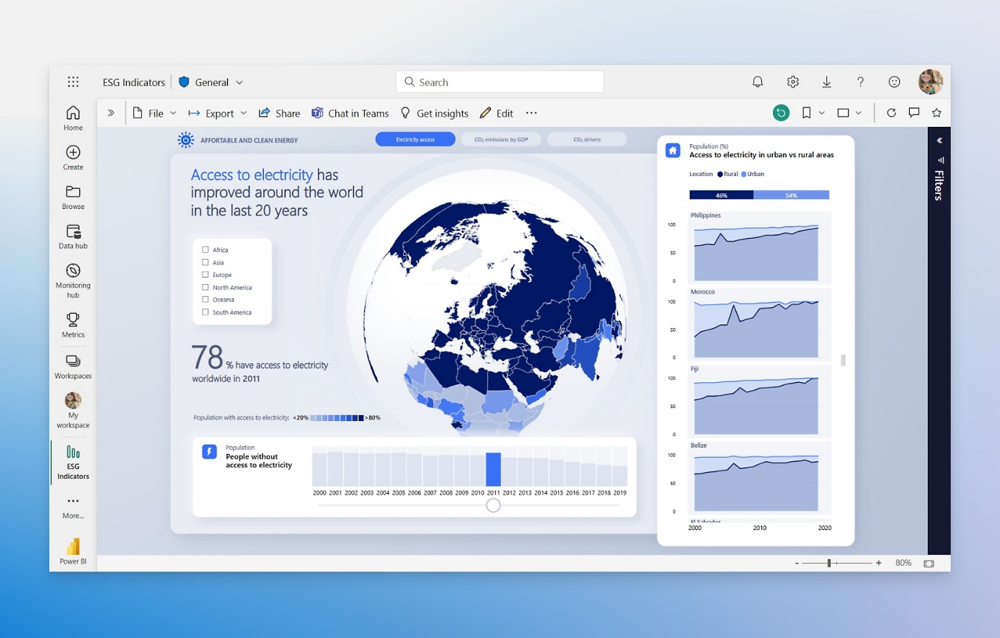 ESG Indicators
General
Search
Home
Create
Browse
Data hub
Monitoring
hub
Metrics
Workspaces
My
workspace
ESG
Indicators
More...
Power BI
File
Export
Share
Chat in Teams
Get insights
Edit
AFFORTABLE AND CLEAN ENERGY
Electricity access
CO₂ emissions by GDP
CO₂ drivers
Access to electricity has
improved around the world
in the last 20 years
Africa
Asia
Europe
North America
Oceania
South America
78 % have access to electricity
worldwide in 2011
Population with access to electricity: <20% >80%
Population
People without
access to electricity
2000 2001 2002 2003 2004 2005 2006 2007 2008 2009 2010 2011 2012 2013 2014 2015 2016 2017 2018 2019
Population (%)
Access to electricity in urban vs rural areas
Location Rural Urban
46% 54%
Philippines
100
50
0
Morocco
100
50
0
Fiji
100
50
0
Belize
100
50
0
El Salvador
2000 2010 2020
Filters
- + 80%